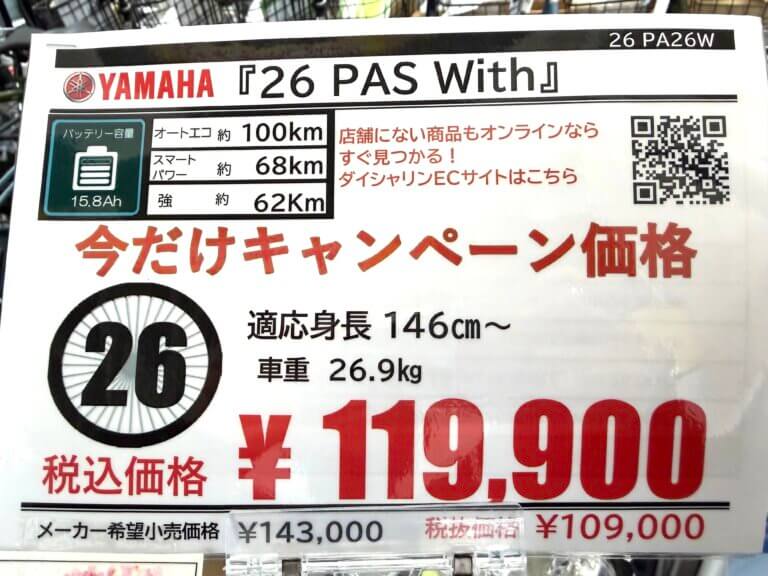 26 PA26W
YAMAHA 『26 PAS With』
バッテリー容量
15.8Ah
オートエコ 約 100km
スマートパワー 約 68km
強 約 62Km
店舗にない商品もオンラインなら
すぐ見つかる！
ダイシャリンECサイトはこちら
今だけキャンペーン価格
26
適応身長 146cm～
車重 26.9kg
税込価格 ¥119,900
メーカー希望小売価格 ¥143,000 税抜価格 ¥109,000